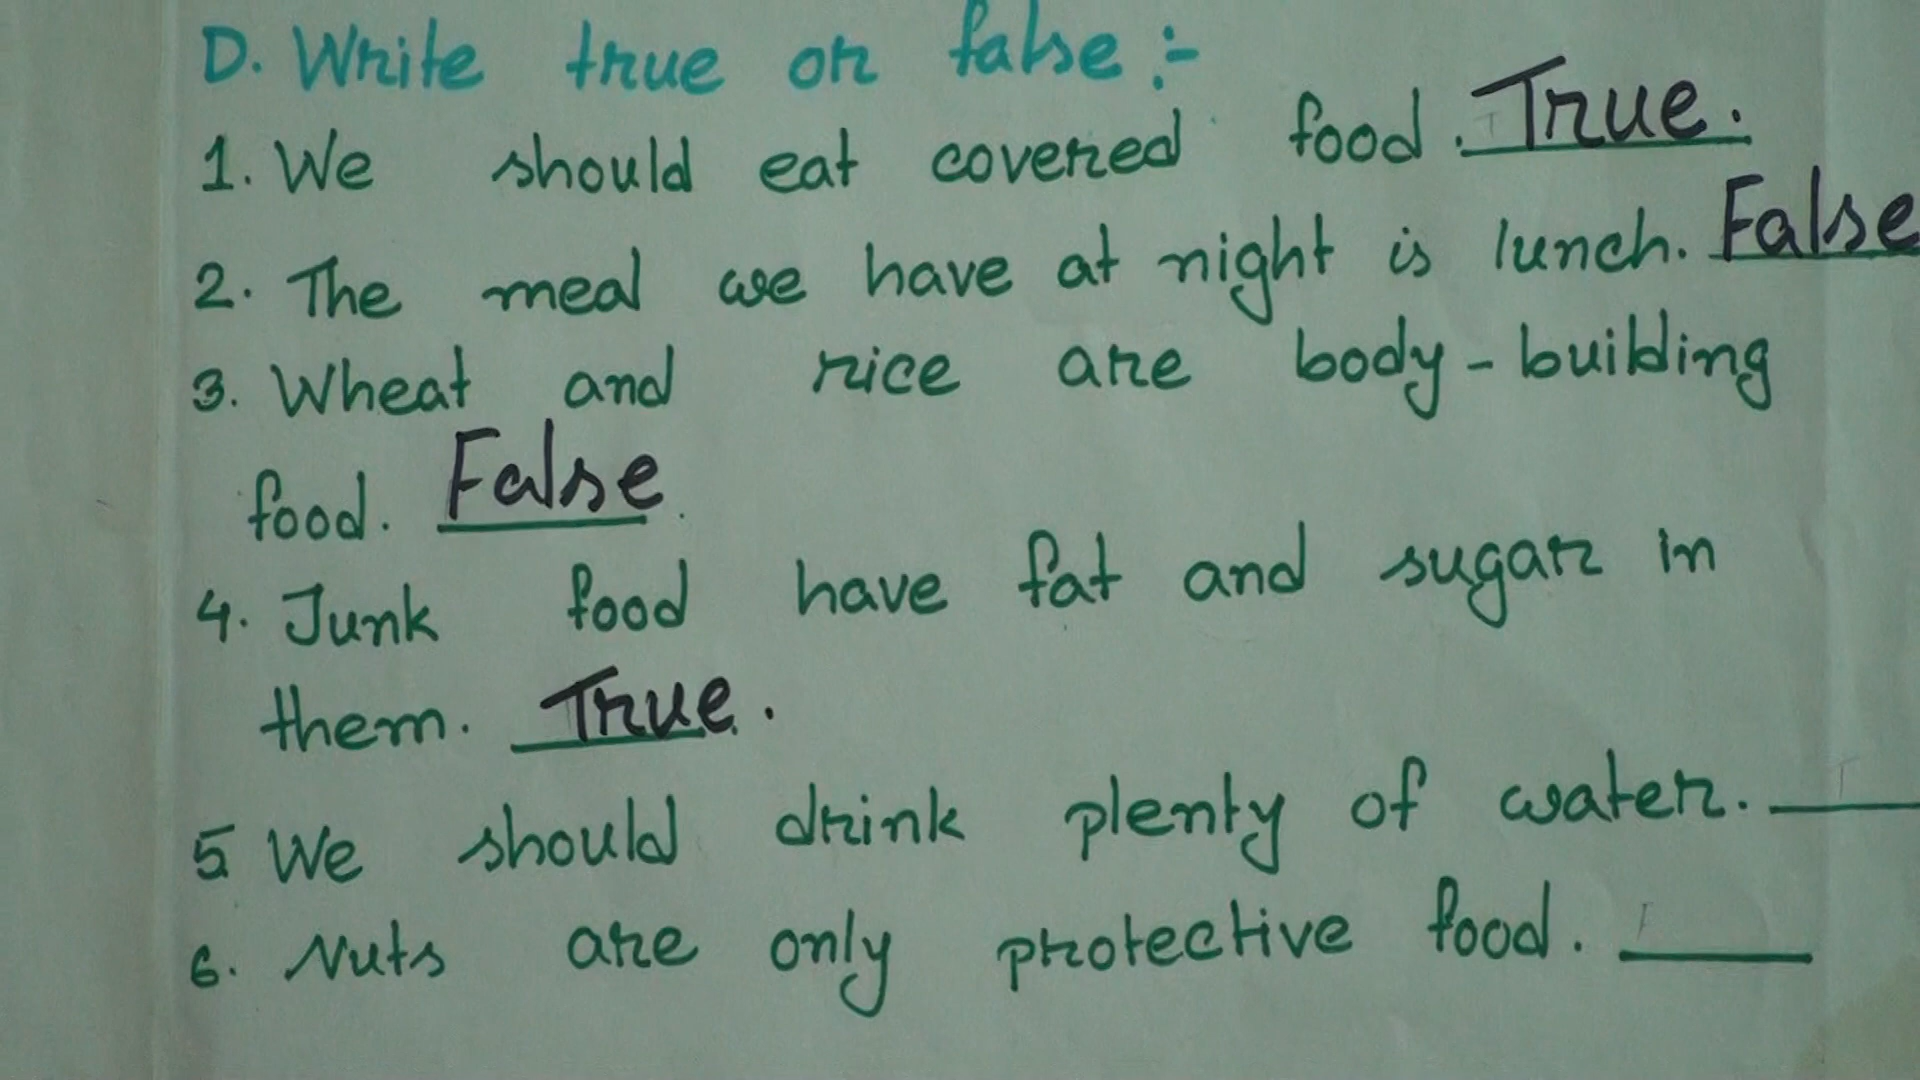 D. Write true or false :-
1. We should eat covered food. True.
2. The meal we have at night is lunch. False
3. Wheat and rice are body-building
food. False
4. Junk food have fat and sugar in
them. True.
5 We should drink plenty of water. T
6. Nuts are only protective food. F